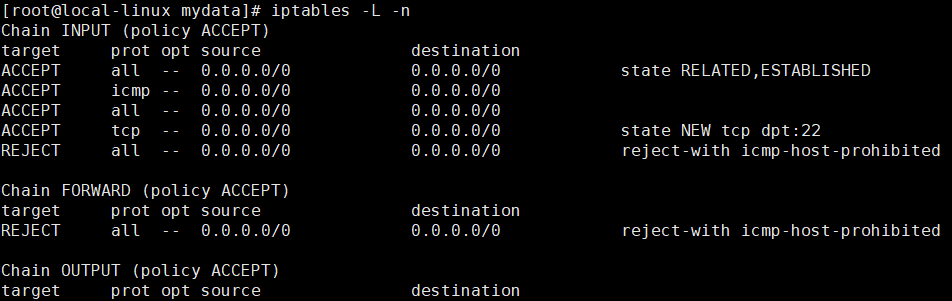 [root@local-linux mydata]# iptables -L -n
Chain INPUT (policy ACCEPT)
target     prot opt source               destination
ACCEPT     all  --  0.0.0.0/0            0.0.0.0/0            state RELATED,ESTABLISHED
ACCEPT     icmp --  0.0.0.0/0            0.0.0.0/0
ACCEPT     all  --  0.0.0.0/0            0.0.0.0/0
ACCEPT     tcp  --  0.0.0.0/0            0.0.0.0/0            state NEW tcp dpt:22
REJECT     all  --  0.0.0.0/0            0.0.0.0/0            reject-with icmp-host-prohibited

Chain FORWARD (policy ACCEPT)
target     prot opt source               destination
REJECT     all  --  0.0.0.0/0            0.0.0.0/0            reject-with icmp-host-prohibited

Chain OUTPUT (policy ACCEPT)
target     prot opt source               destination